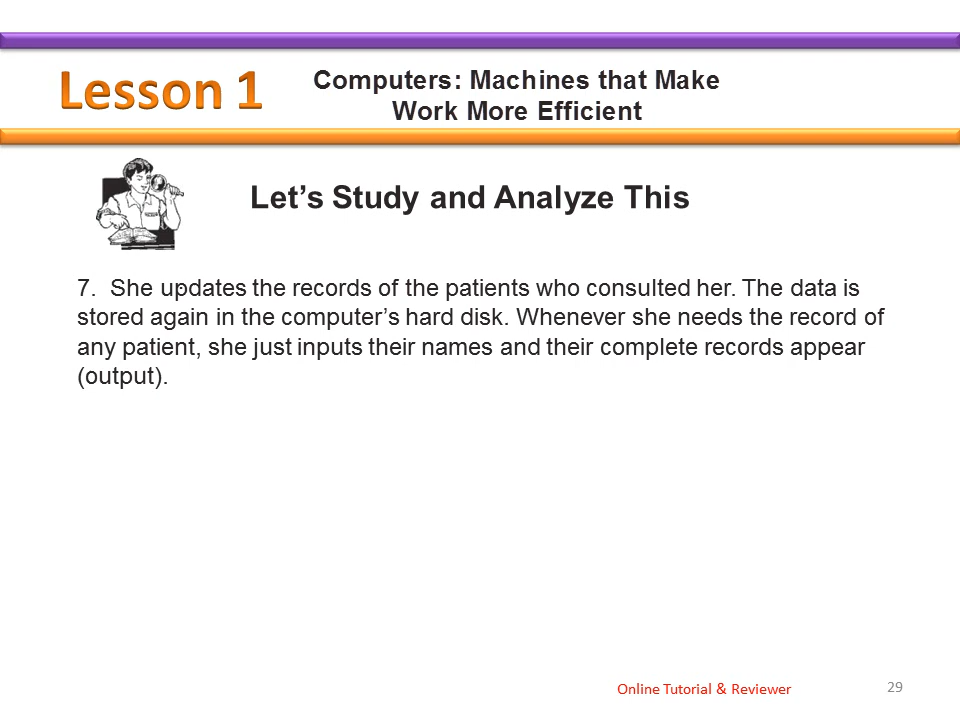 Lesson 1
Computers: Machines that Make
Work More Efficient
Let’s Study and Analyze This
7.  She updates the records of the patients who consulted her. The data is
stored again in the computer’s hard disk. Whenever she needs the record of
any patient, she just inputs their names and their complete records appear
(output).
Online Tutorial & Reviewer
29